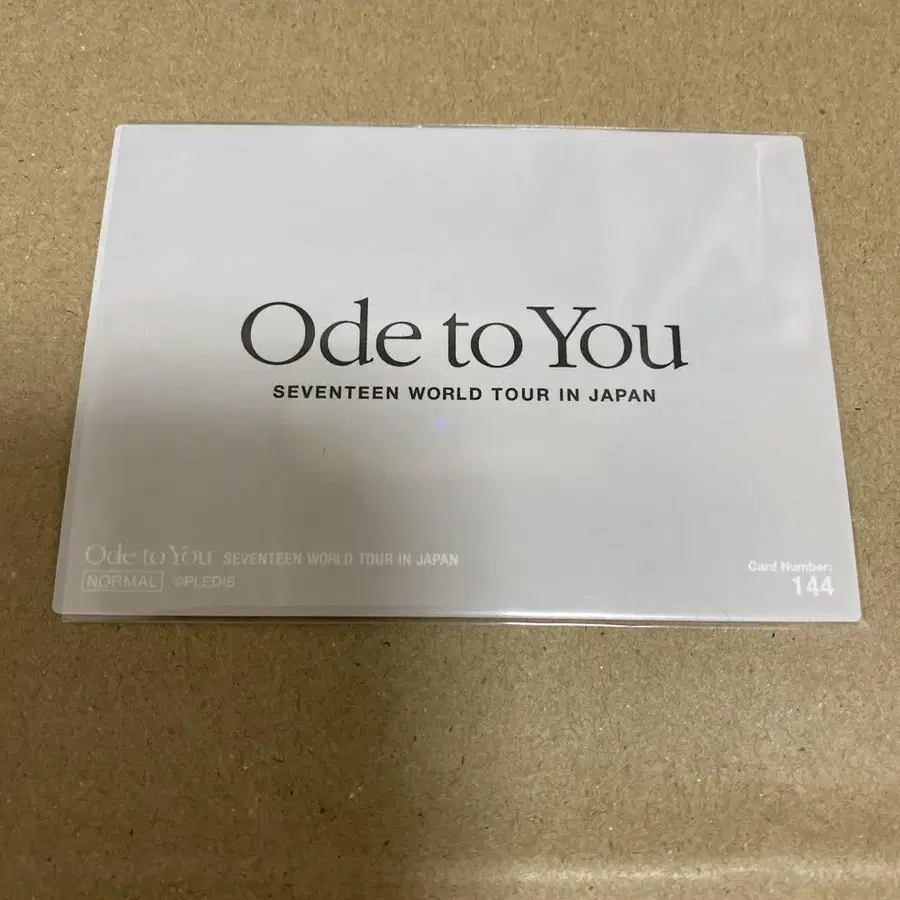 Ode to You
SEVENTEEN WORLD TOUR IN JAPAN
Ode to You SEVENTEEN WORLD TOUR IN JAPAN
NORMAL ©PLEDIS
Card Number:
144